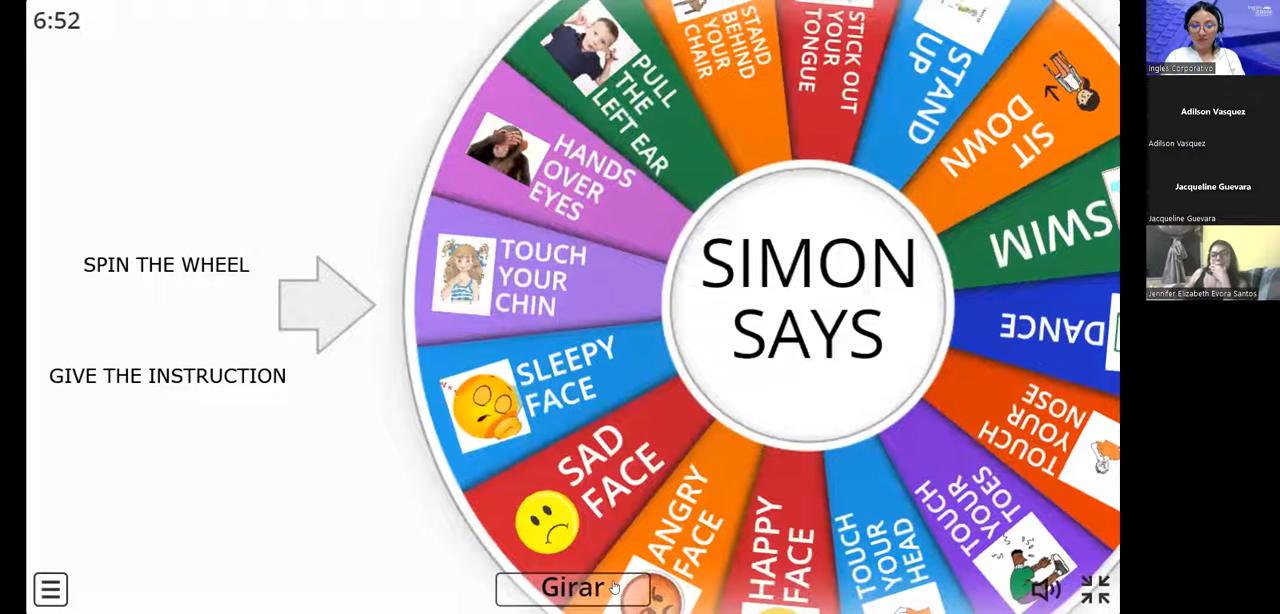 6:52
SPIN THE WHEEL
GIVE THE INSTRUCTION
SIMON
SAYS
PULL
THE
LEFT EAR
STAND
BEHIND
YOUR
CHAIR
STICK OUT
YOUR
TONGUE
STAND
UP
SIT
DOWN
SWIM
DANCE
TOUCH
YOUR
NOSE
TOUCH
YOUR
TOES
TOUCH
YOUR
HEAD
HAPPY
FACE
ANGRY
FACE
SAD
FACE
SLEEPY
FACE
TOUCH
YOUR
CHIN
HANDS
OVER
EYES
Girar
Ingles Corporativo
Adilson Vasquez
Adilson Vasquez
Jacqueline Guevara
Jacqueline Guevara
Jennifer Elizabeth Evora Santos